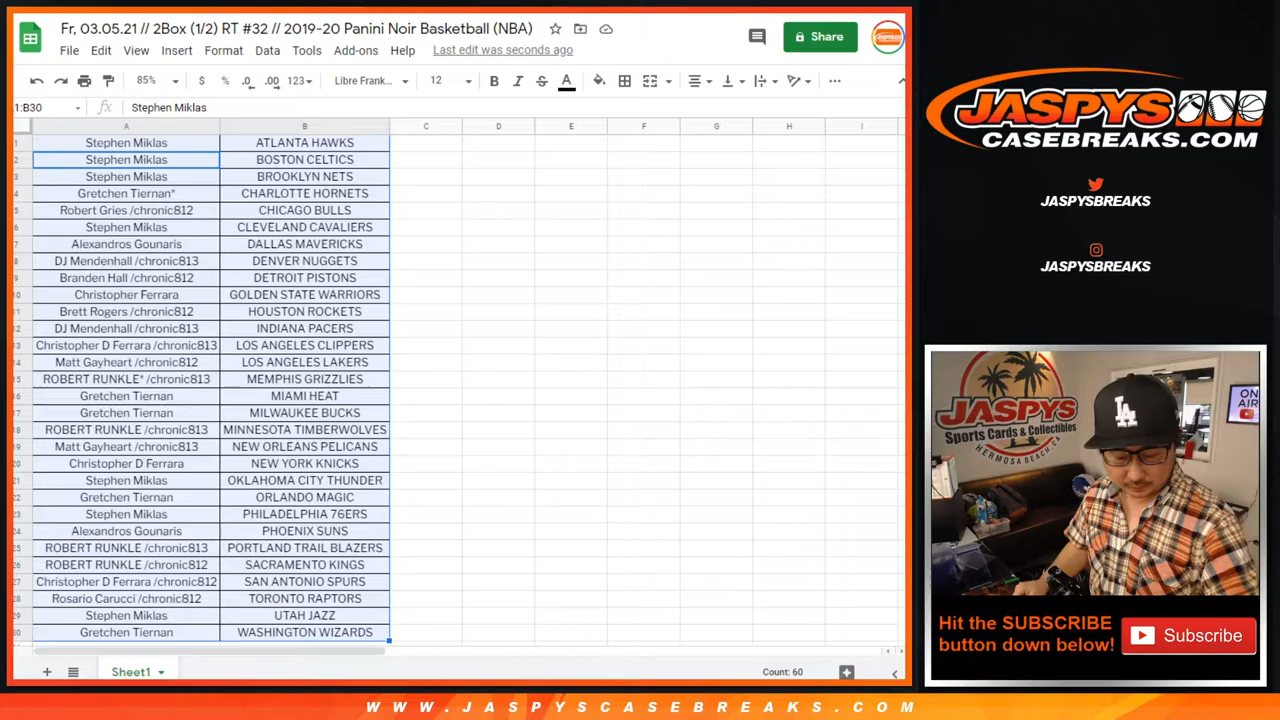 Fr, 03.05.21 // 2Box (1/2) RT #32 // 2019-20 Panini Noir Basketball (NBA)
File Edit View Insert Format Data Tools Add-ons Help Last edit was seconds ago
Share
85% $ % .0 .00 123 Libre Frank... 12 B I S A
1:B30 fx Stephen Miklas
A B C D E F G H I
1 Stephen Miklas ATLANTA HAWKS
2 Stephen Miklas BOSTON CELTICS
3 Stephen Miklas BROOKLYN NETS
4 Gretchen Tiernan* CHARLOTTE HORNETS
5 Robert Gries /chronic812 CHICAGO BULLS
6 Stephen Miklas CLEVELAND CAVALIERS
7 Alexandros Gounaris DALLAS MAVERICKS
8 DJ Mendenhall /chronic813 DENVER NUGGETS
9 Branden Hall /chronic812 DETROIT PISTONS
10 Christopher Ferrara GOLDEN STATE WARRIORS
11 Brett Rogers /chronic812 HOUSTON ROCKETS
12 DJ Mendenhall /chronic813 INDIANA PACERS
13 Christopher D Ferrara /chronic813 LOS ANGELES CLIPPERS
14 Matt Gayheart /chronic812 LOS ANGELES LAKERS
15 ROBERT RUNKLE* /chronic813 MEMPHIS GRIZZLIES
16 Gretchen Tiernan MIAMI HEAT
17 Gretchen Tiernan MILWAUKEE BUCKS
18 ROBERT RUNKLE /chronic813 MINNESOTA TIMBERWOLVES
19 Matt Gayheart /chronic813 NEW ORLEANS PELICANS
20 Christopher D Ferrara NEW YORK KNICKS
21 Stephen Miklas OKLAHOMA CITY THUNDER
22 Gretchen Tiernan ORLANDO MAGIC
23 Stephen Miklas PHILADELPHIA 76ERS
24 Alexandros Gounaris PHOENIX SUNS
25 ROBERT RUNKLE /chronic813 PORTLAND TRAIL BLAZERS
26 ROBERT RUNKLE /chronic812 SACRAMENTO KINGS
27 Christopher D Ferrara /chronic812 SAN ANTONIO SPURS
28 Rosario Carucci /chronic812 TORONTO RAPTORS
29 Stephen Miklas UTAH JAZZ
30 Gretchen Tiernan WASHINGTON WIZARDS
Sheet1 Count: 60
JASPYS
CASEBREAKS.COM
JASPYSBREAKS
JASPYSBREAKS
JASPYS
Sports Cards & Collectibles
HERMOSA BEACH, CA
LA
ON
AIR
Hit the SUBSCRIBE
button down below!
Subscribe
WWW.JASPYSCASEBREAKS.COM